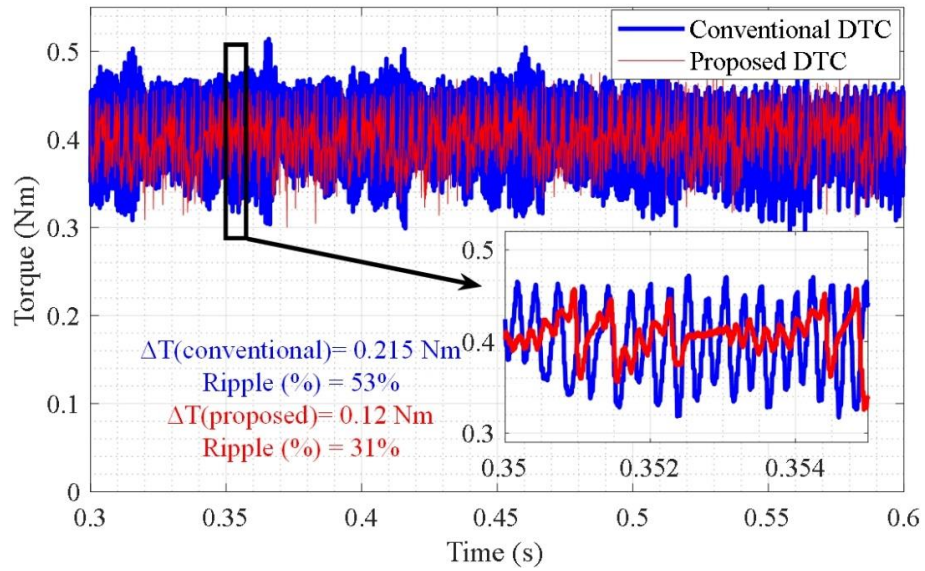 Conventional DTC
Proposed DTC
0.5
0.4
0.3
0.2
0.1
0
Torque (Nm)
0.5
0.4
0.3
0.35
0.352
0.354
ΔT(conventional)= 0.215 Nm
Ripple (%) = 53%
ΔT(proposed)= 0.12 Nm
Ripple (%) = 31%
0.3
0.35
0.4
0.45
0.5
0.55
0.6
Time (s)